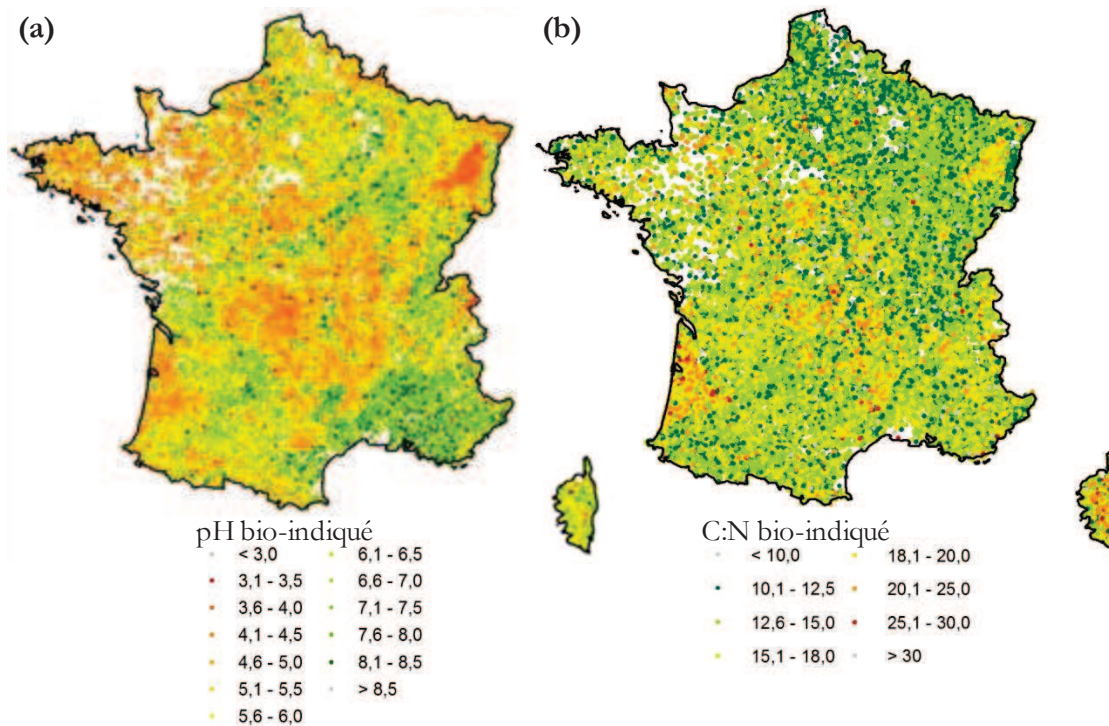 (a)
(b)
pH bio-indiqué
< 3,0
3,1 - 3,5
3,6 - 4,0
4,1 - 4,5
4,6 - 5,0
5,1 - 5,5
5,6 - 6,0
6,1 - 6,5
6,6 - 7,0
7,1 - 7,5
7,6 - 8,0
8,1 - 8,5
> 8,5
C:N bio-indiqué
< 10,0
10,1 - 12,5
12,6 - 15,0
15,1 - 18,0
18,1 - 20,0
20,1 - 25,0
25,1 - 30,0
> 30